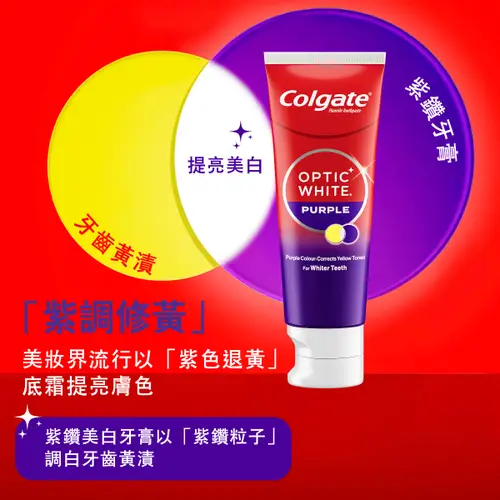 Colgate®
Fluoride toothpaste
紫鑽牙膏
提亮美白
OPTIC
WHITE®
PURPLE
牙齒黃漬
Purple Colour-Corrects Yellow Tones
For Whiter Teeth
「紫調修黃」
美妝界流行以「紫色退黃」
底霜提亮膚色
紫鑽美白牙膏以「紫鑽粒子」
調白牙齒黃漬